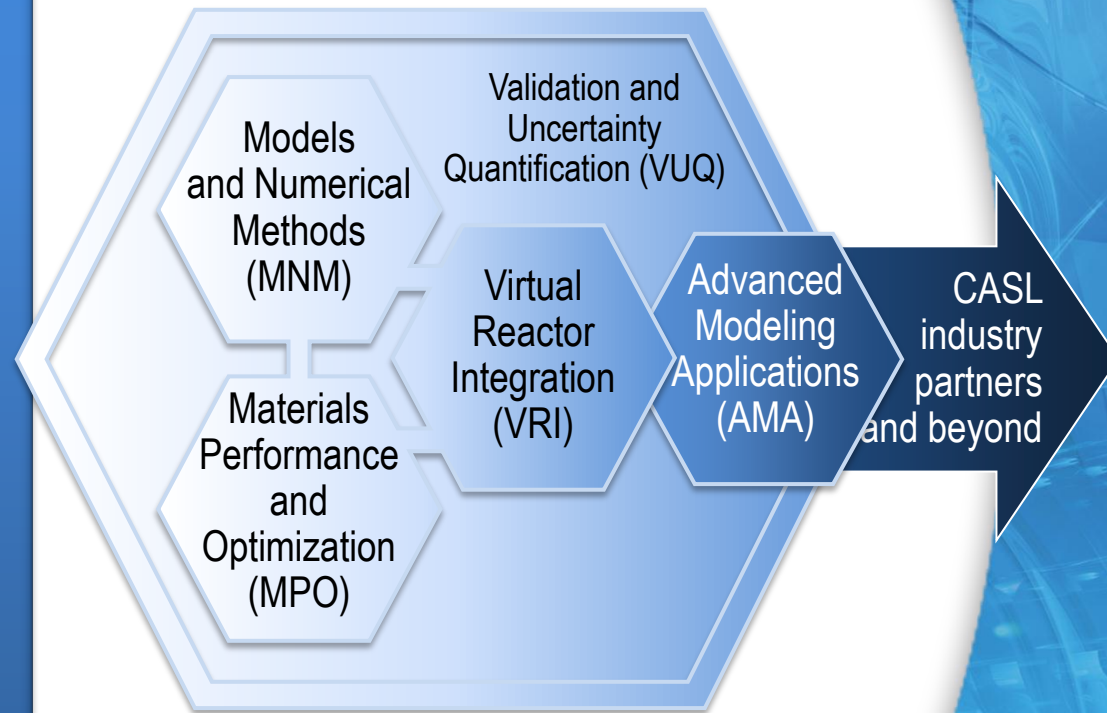 Validation and
Uncertainty
Quantification (VUQ)
Models
and Numerical
Methods
(MNM)
Virtual
Reactor
Integration
(VRI)
Advanced
Modeling
Applications
(AMA)
CASL
industry
partners
and beyond
Materials
Performance
and
Optimization
(MPO)